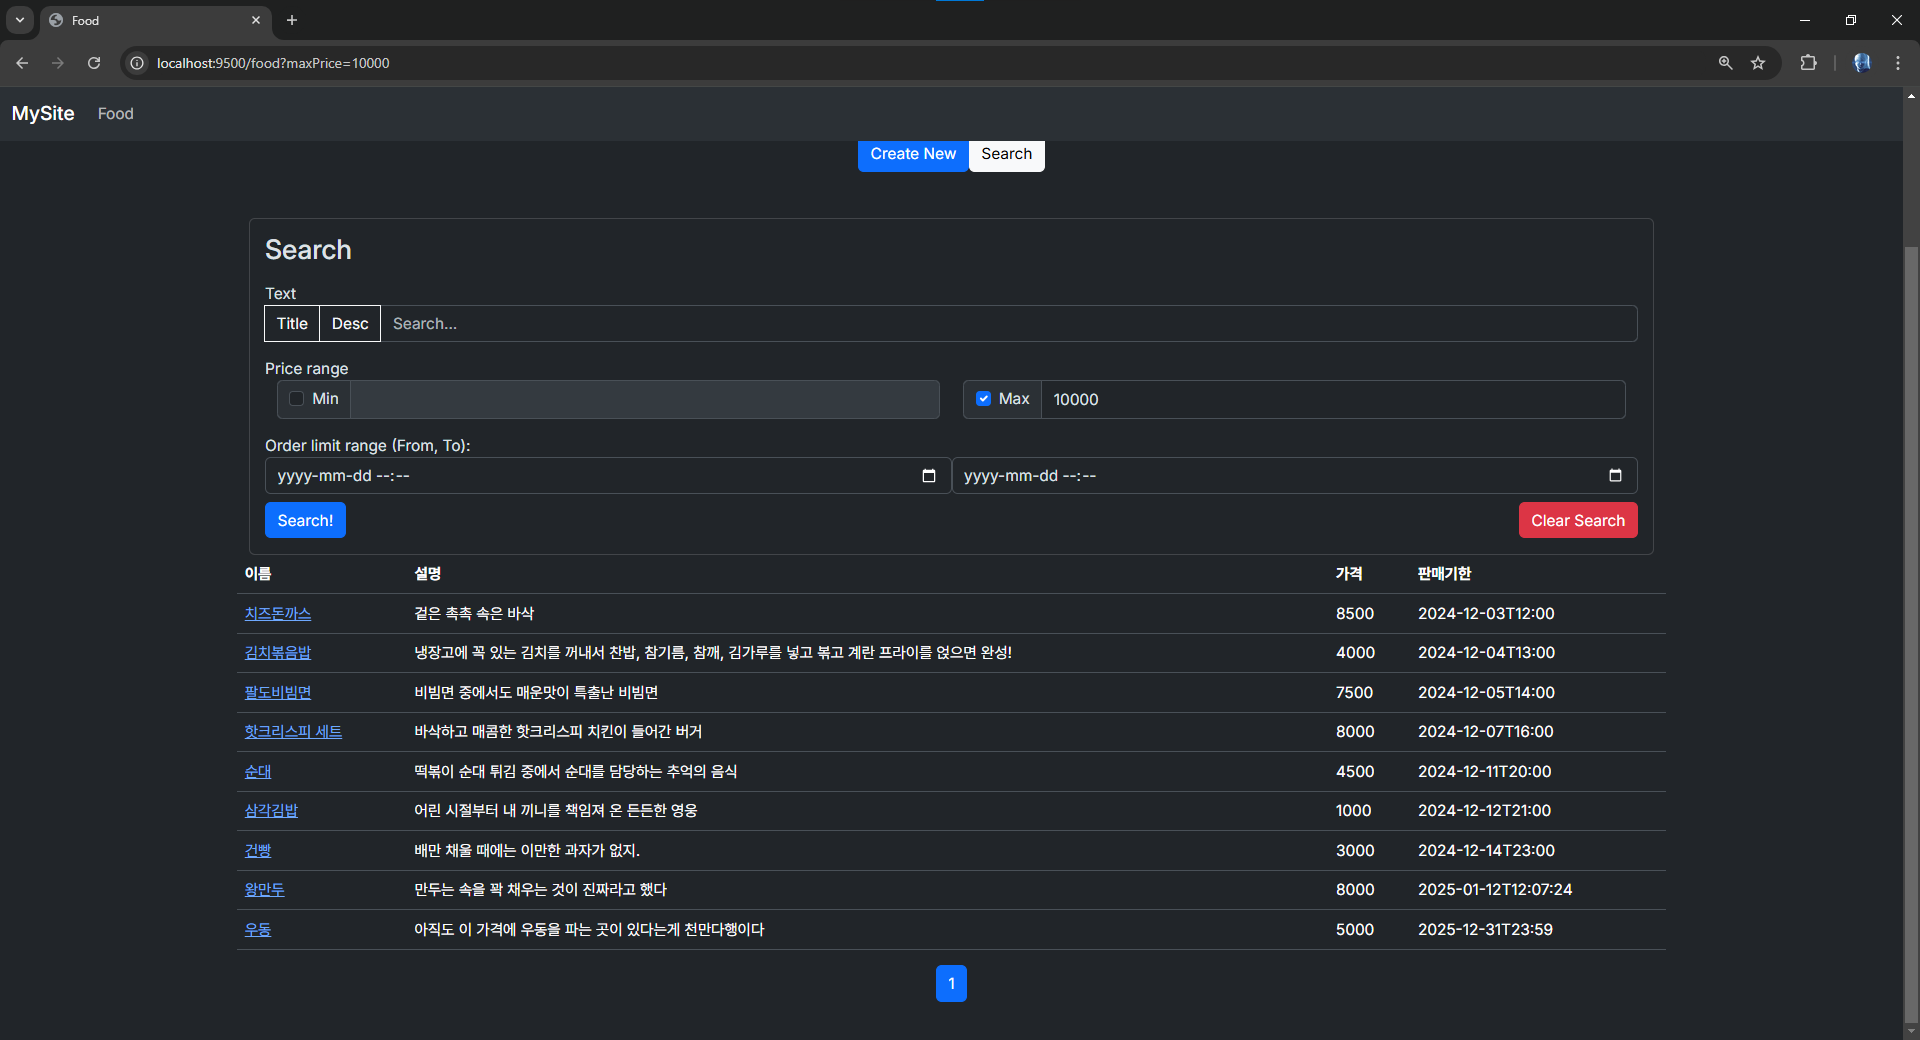 Food
localhost:9500/food?maxPrice=10000
MySite Food
Create New Search
Search
Text
Title Desc Search...
Price range
Min Max 10000
Order limit range (From, To):
yyyy-mm-dd --:-- yyyy-mm-dd --:--
Search! Clear Search
이름 설명 가격 판매기한
치즈돈까스 겉은 촉촉 속은 바삭 8500 2024-12-03T12:00
김치볶음밥 냉장고에 꼭 있는 김치를 꺼내서 찬밥, 참기름, 참깨, 김가루를 넣고 볶고 계란 프라이를 얹으면 완성! 4000 2024-12-04T13:00
팔도비빔면 비빔면 중에서도 매운맛이 특출난 비빔면 7500 2024-12-05T14:00
핫크리스피 세트 바삭하고 매콤한 핫크리스피 치킨이 들어간 버거 8000 2024-12-07T16:00
순대 떡볶이 순대 튀김 중에서 순대를 담당하는 추억의 음식 4500 2024-12-11T20:00
삼각김밥 어린 시절부터 내 끼니를 책임져 온 든든한 영웅 1000 2024-12-12T21:00
건빵 배만 채울 때에는 이만한 과자가 없지. 3000 2024-12-14T23:00
왕만두 만두는 속을 꽉 채우는 것이 진짜라고 했다 8000 2025-01-12T12:07:24
우동 아직도 이 가격에 우동을 파는 곳이 있다는게 천만다행이다 5000 2025-12-31T23:59
1